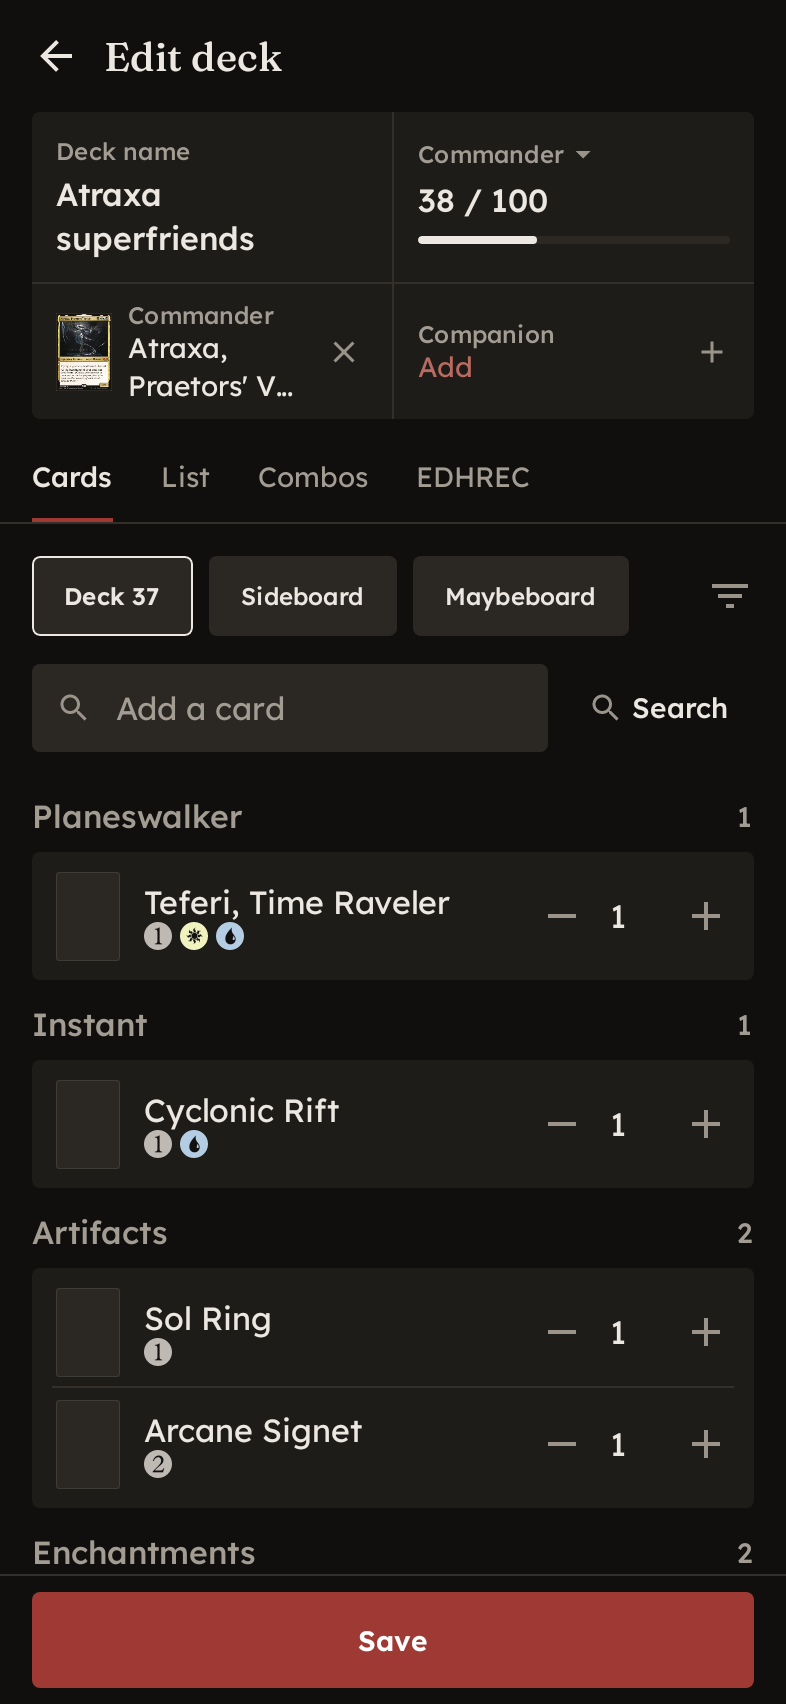 Edit deck
Deck name
Atraxa
superfriends
Commander
38 / 100
Commander
Atraxa,
Praetors' V...
Companion
Add
Cards
List
Combos
EDHREC
Deck 37
Sideboard
Maybeboard
Add a card
Search
Planeswalker
1
Teferi, Time Raveler
1
1
Instant
1
Cyclonic Rift
1
1
Artifacts
2
Sol Ring
1
1
Arcane Signet
2
1
Enchantments
2
Save